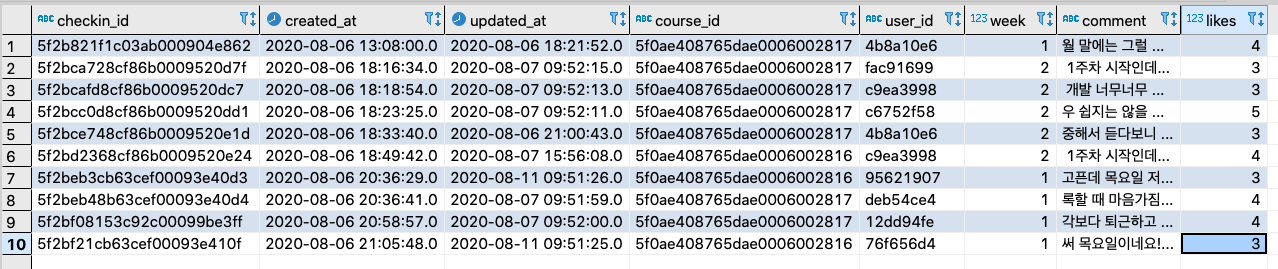 ABC checkin_id created_at updated_at ABC course_id ABC user_id 123 week ABC comment 123 likes
1 5f2b821f1c03ab000904e862 2020-08-06 13:08:00.0 2020-08-06 18:21:52.0 5f0ae408765dae0006002817 4b8a10e6 1 월 말에는 그럴 ... 4
2 5f2bca728cf86b0009520d7f 2020-08-06 18:16:34.0 2020-08-07 09:52:15.0 5f0ae408765dae0006002817 fac91699 2 1주차 시작인데... 3
3 5f2bcafd8cf86b0009520dc7 2020-08-06 18:18:54.0 2020-08-07 09:52:13.0 5f0ae408765dae0006002817 c9ea3998 2 개발 너무너무 ... 3
4 5f2bcc0d8cf86b0009520dd1 2020-08-06 18:23:25.0 2020-08-07 09:52:11.0 5f0ae408765dae0006002817 c6752f58 2 우 쉽지는 않을 ... 5
5 5f2bce748cf86b0009520e1d 2020-08-06 18:33:40.0 2020-08-06 21:00:43.0 5f0ae408765dae0006002817 4b8a10e6 2 중해서 듣다보니 ... 3
6 5f2bd2368cf86b0009520e24 2020-08-06 18:49:42.0 2020-08-07 15:56:08.0 5f0ae408765dae0006002816 c9ea3998 2 1주차 시작인데... 4
7 5f2beb3cb63cef00093e40d3 2020-08-06 20:36:29.0 2020-08-11 09:51:26.0 5f0ae408765dae0006002816 95621907 1 고픈데 목요일 저... 3
8 5f2beb48b63cef00093e40d4 2020-08-06 20:36:41.0 2020-08-07 09:51:59.0 5f0ae408765dae0006002817 deb54ce4 1 록할 때 마음가짐... 4
9 5f2bf08153c92c00099be3ff 2020-08-06 20:58:57.0 2020-08-07 09:52:00.0 5f0ae408765dae0006002817 12dd94fe 1 각보다 퇴근하고 ... 4
10 5f2bf21cb63cef00093e410f 2020-08-06 21:05:48.0 2020-08-11 09:51:25.0 5f0ae408765dae0006002816 76f656d4 1 써 목요일이네요!... 3